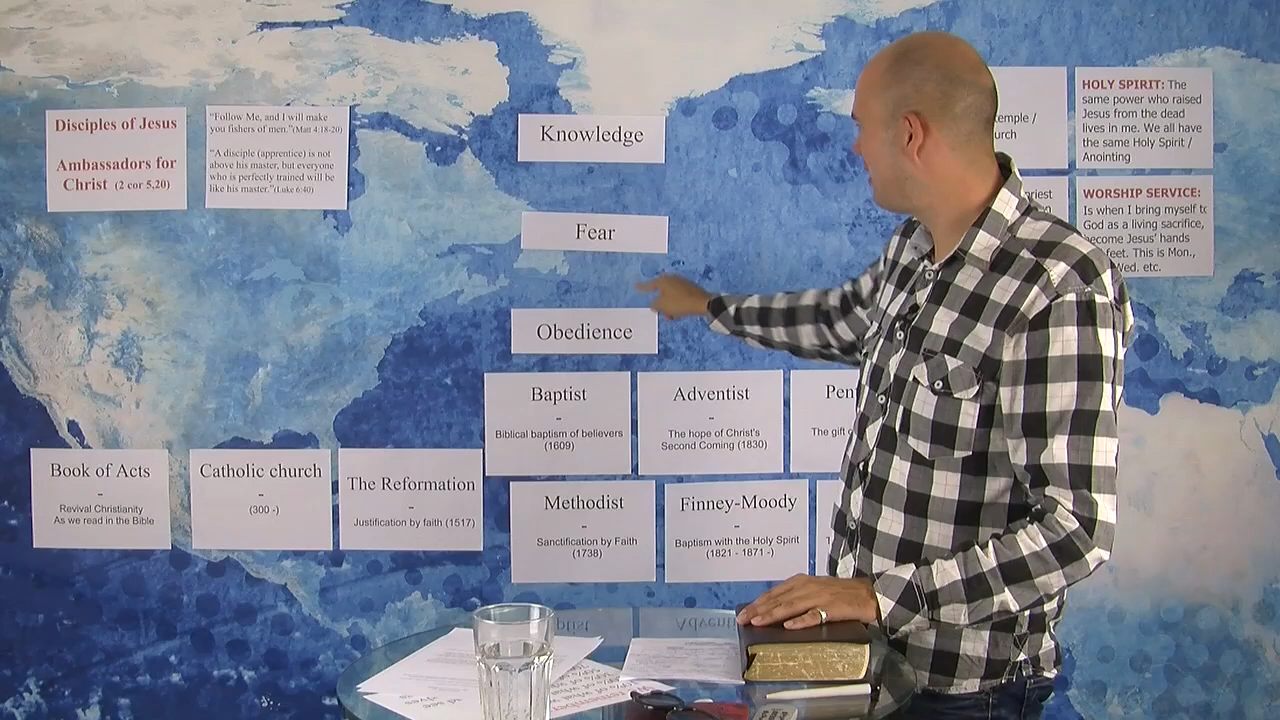 Disciples of Jesus
Ambassadors for
Christ (2 cor 5,20)
"Follow Me, and I will make
you fishers of men."(Matt 4:18-20)
"A disciple (apprentice) is not
above his master, but everyone
who is perfectly trained will be
like his master."(Luke 6:40)
Knowledge
Fear
Obedience
temple /
urch
riest
HOLY SPIRIT: The
same power who raised
Jesus from the dead
lives in me. We all have
the same Holy Spirit /
Anointing
WORSHIP SERVICE:
Is when I bring myself to
God as a living sacrifice,
become Jesus' hands
feet. This is Mon.,
Wed. etc.
Baptist
-
Biblical baptism of believers
(1609)
Adventist
-
The hope of Christ's
Second Coming (1830)
Pen
The gift o
Book of Acts
-
Revival Christianity
As we read in the Bible
Catholic church
-
(300 -)
The Reformation
-
Justification by faith (1517)
Methodist
-
Sanctification by Faith
(1738)
Finney-Moody
-
Baptism with the Holy Spirit
(1821 - 1871 -)